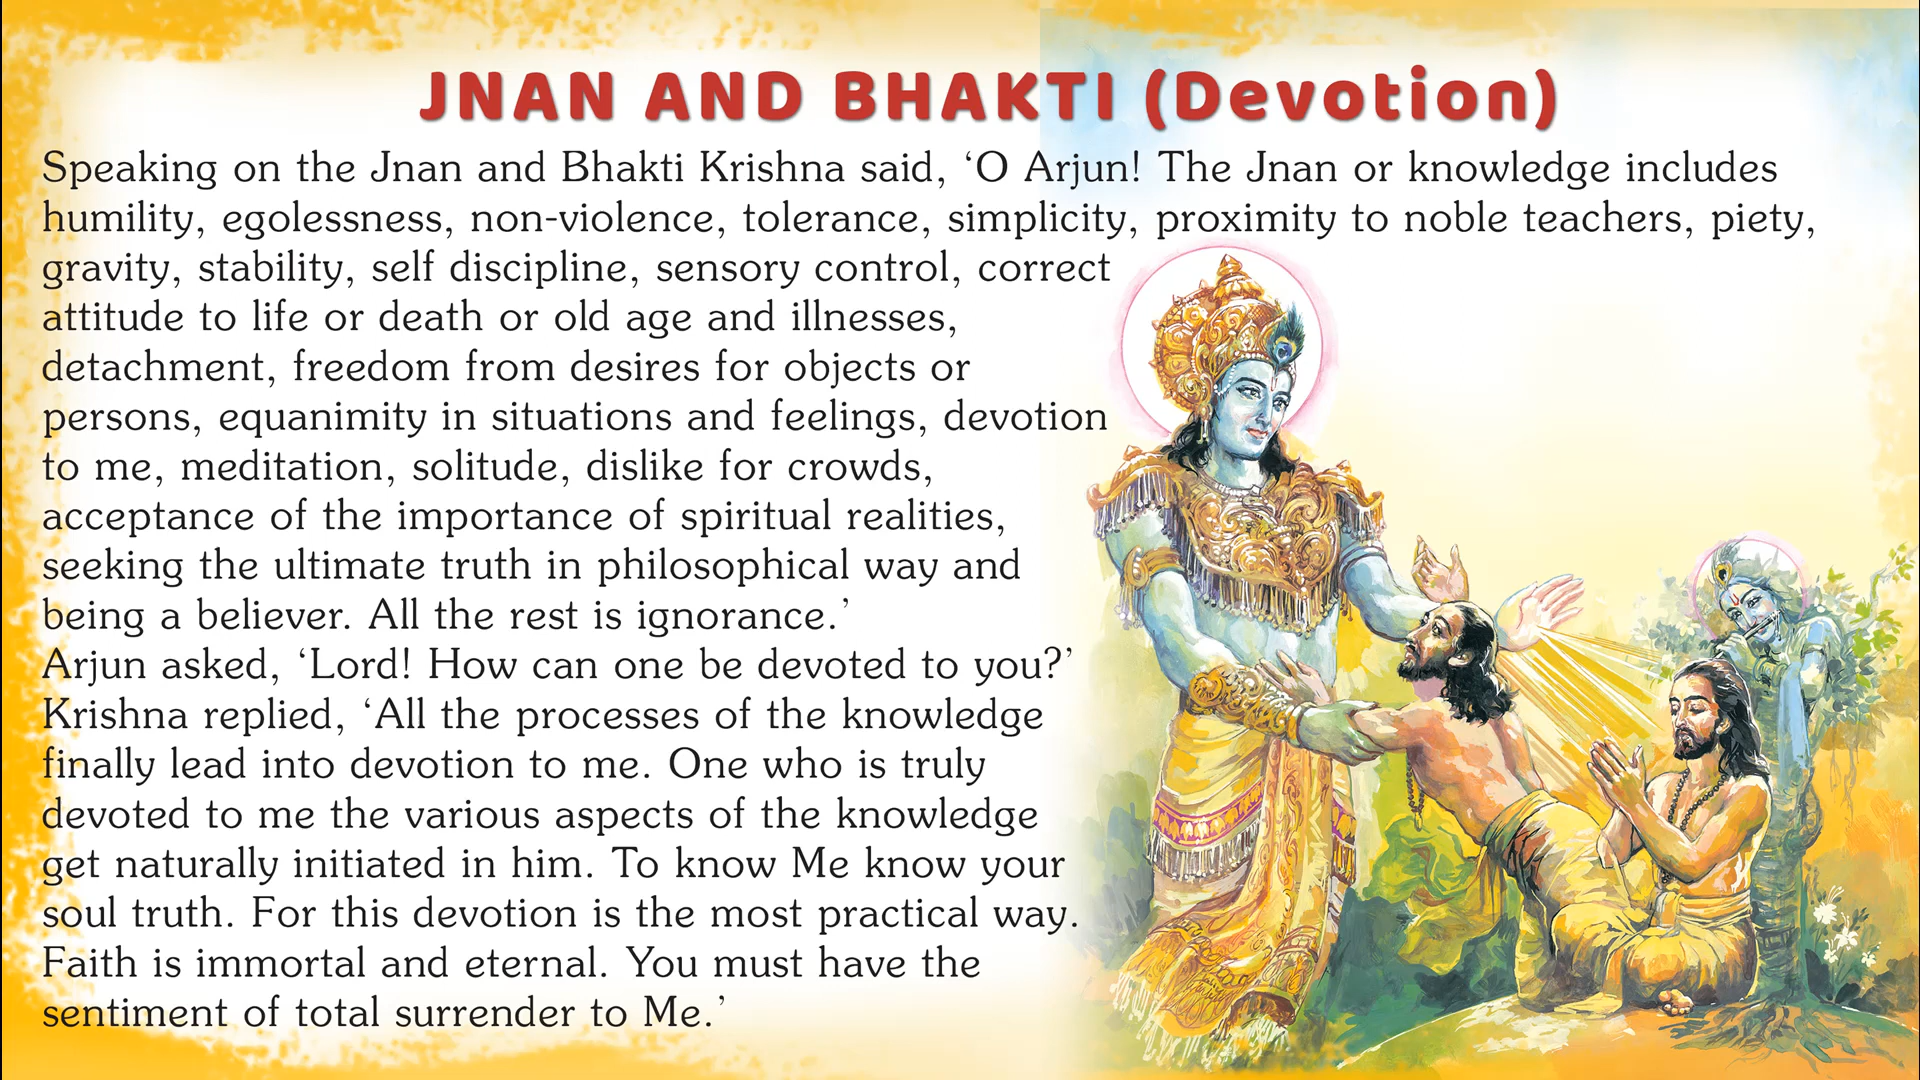 JNAN AND BHAKTI (Devotion)
Speaking on the Jnan and Bhakti Krishna said, ‘O Arjun! The Jnan or knowledge includes
humility, egolessness, non-violence, tolerance, simplicity, proximity to noble teachers, piety,
gravity, stability, self discipline, sensory control, correct
attitude to life or death or old age and illnesses,
detachment, freedom from desires for objects or
persons, equanimity in situations and feelings, devotion
to me, meditation, solitude, dislike for crowds,
acceptance of the importance of spiritual realities,
seeking the ultimate truth in philosophical way and
being a believer. All the rest is ignorance.’
Arjun asked, ‘Lord! How can one be devoted to you?’
Krishna replied, ‘All the processes of the knowledge
finally lead into devotion to me. One who is truly
devoted to me the various aspects of the knowledge
get naturally initiated in him. To know Me know your
soul truth. For this devotion is the most practical way.
Faith is immortal and eternal. You must have the
sentiment of total surrender to Me.’